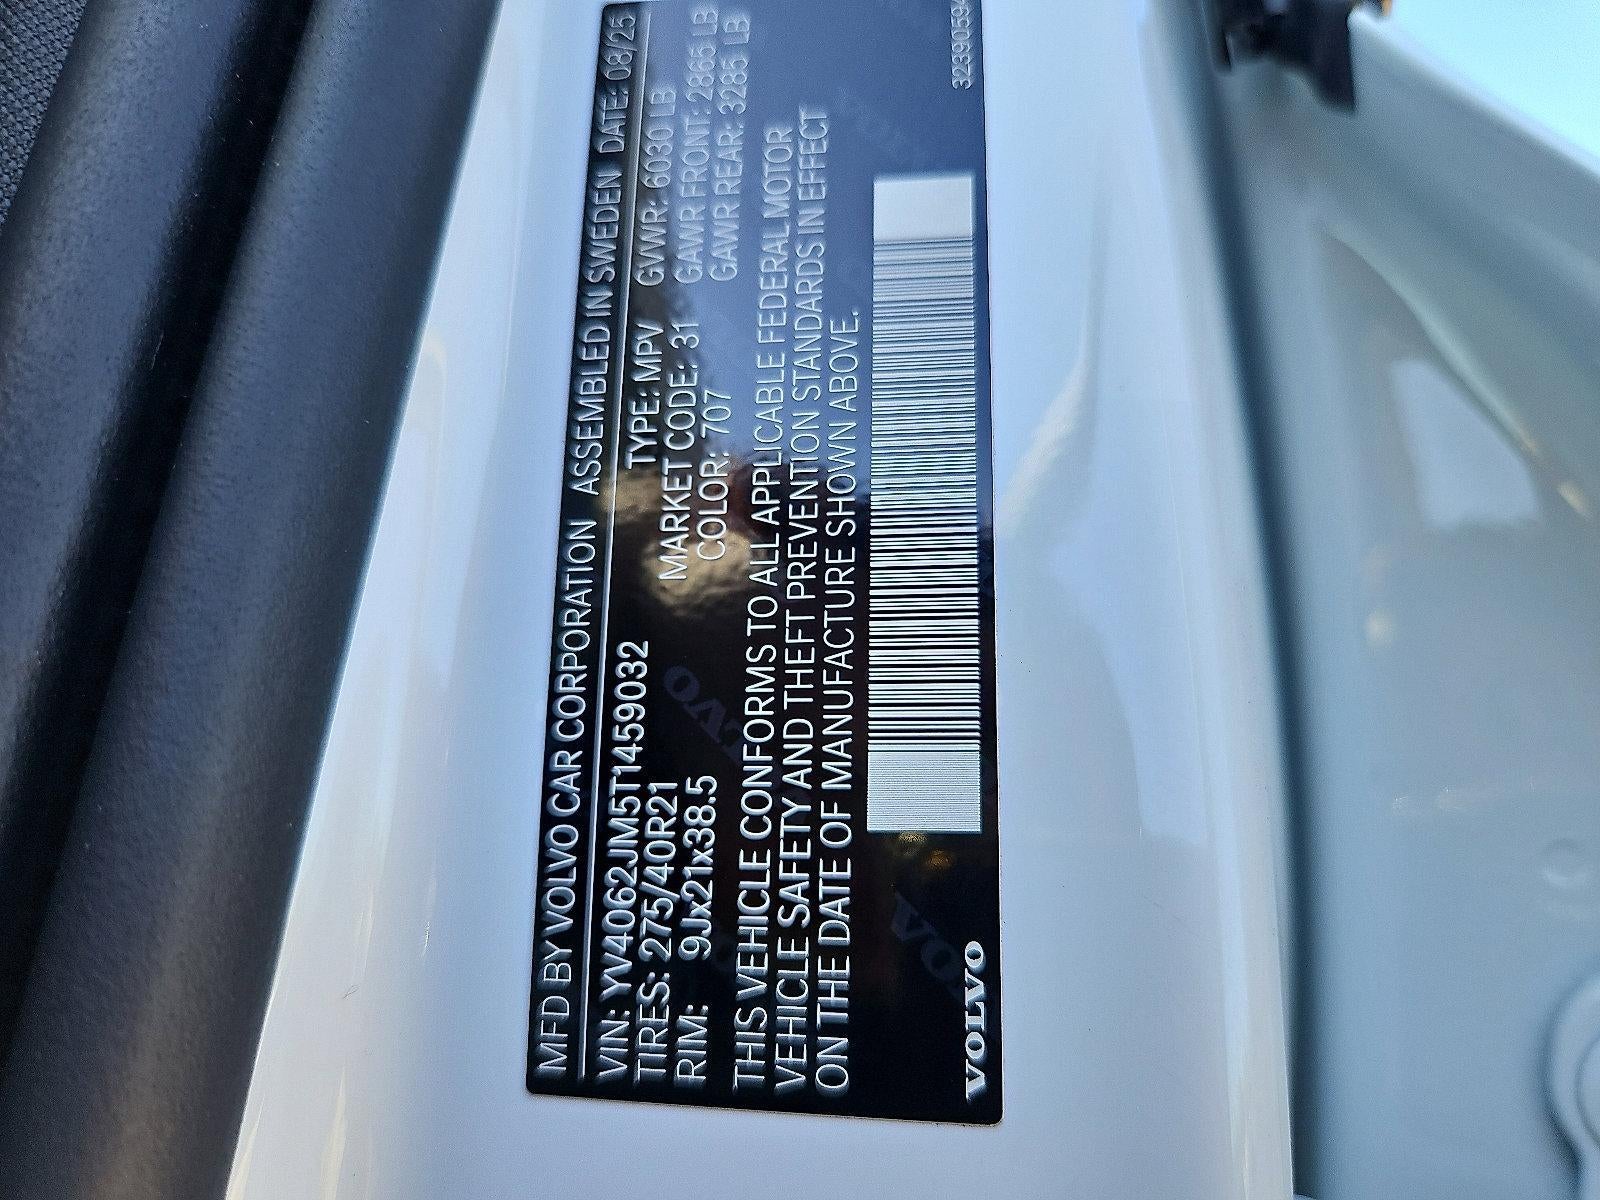 MFD BY VOLVO CAR CORPORATION ASSEMBLED IN SWEDEN DATE: 08/25
VIN: YV4062JM5T1459032 TYPE: MPV GVWR: 6030 LB
TIRES: 275/40R21 MARKET CODE: 31 GAWR FRONT: 2865 LB
RIM: 9Jx21x38.5 COLOR: 707 GAWR REAR: 3285 LB
THIS VEHICLE CONFORMS TO ALL APPLICABLE FEDERAL MOTOR
VEHICLE SAFETY AND THEFT PREVENTION STANDARDS IN EFFECT
ON THE DATE OF MANUFACTURE SHOWN ABOVE.
VOLVO 32390594